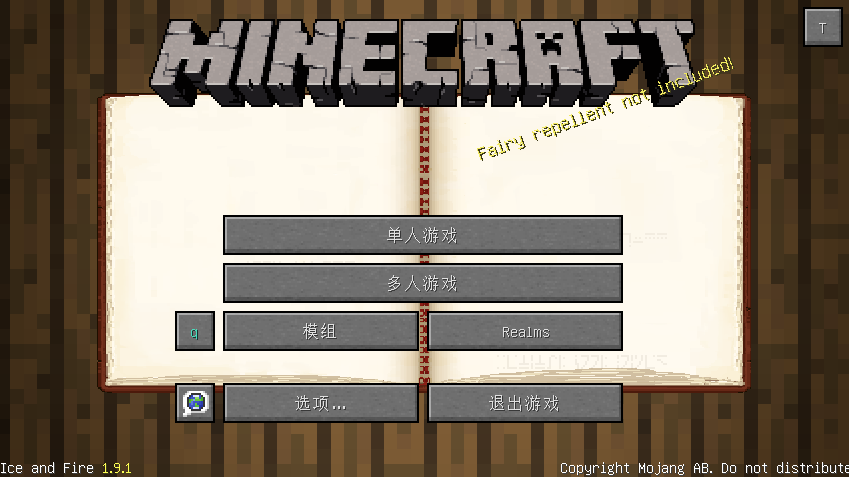 MINECRAFT
T
Fairy repellent not included!
单人游戏
多人游戏
q
模组
Realms
选项...
退出游戏
Ice and Fire 1.9.1
Copyright Mojang AB. Do not distribute